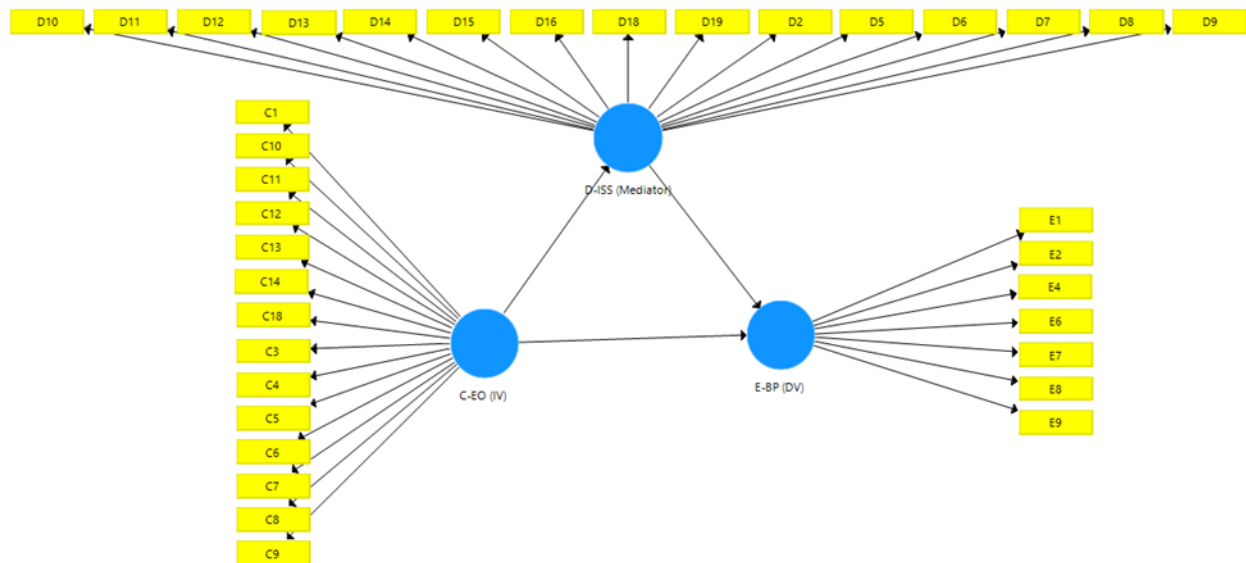 D10 D11 D12 D13 D14 D15 D16 D18 D19 D2 D5 D6 D7 D8 D9
D-ISS (Mediator)
C1
C10
C11
C12
C13
C14
C18
C3
C4
C5
C6
C7
C8
C9
C-EO (IV)
E-BP (DV)
E1
E2
E4
E6
E7
E8
E9